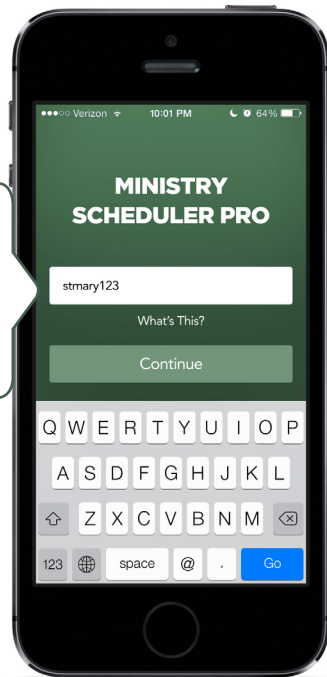 Verizon 10:01 PM 64%
MINISTRY
SCHEDULER PRO
stmary123
What's This?
Continue
Q W E R T Y U I O P
A S D F G H J K L
Z X C V B N M
123 space @ . Go